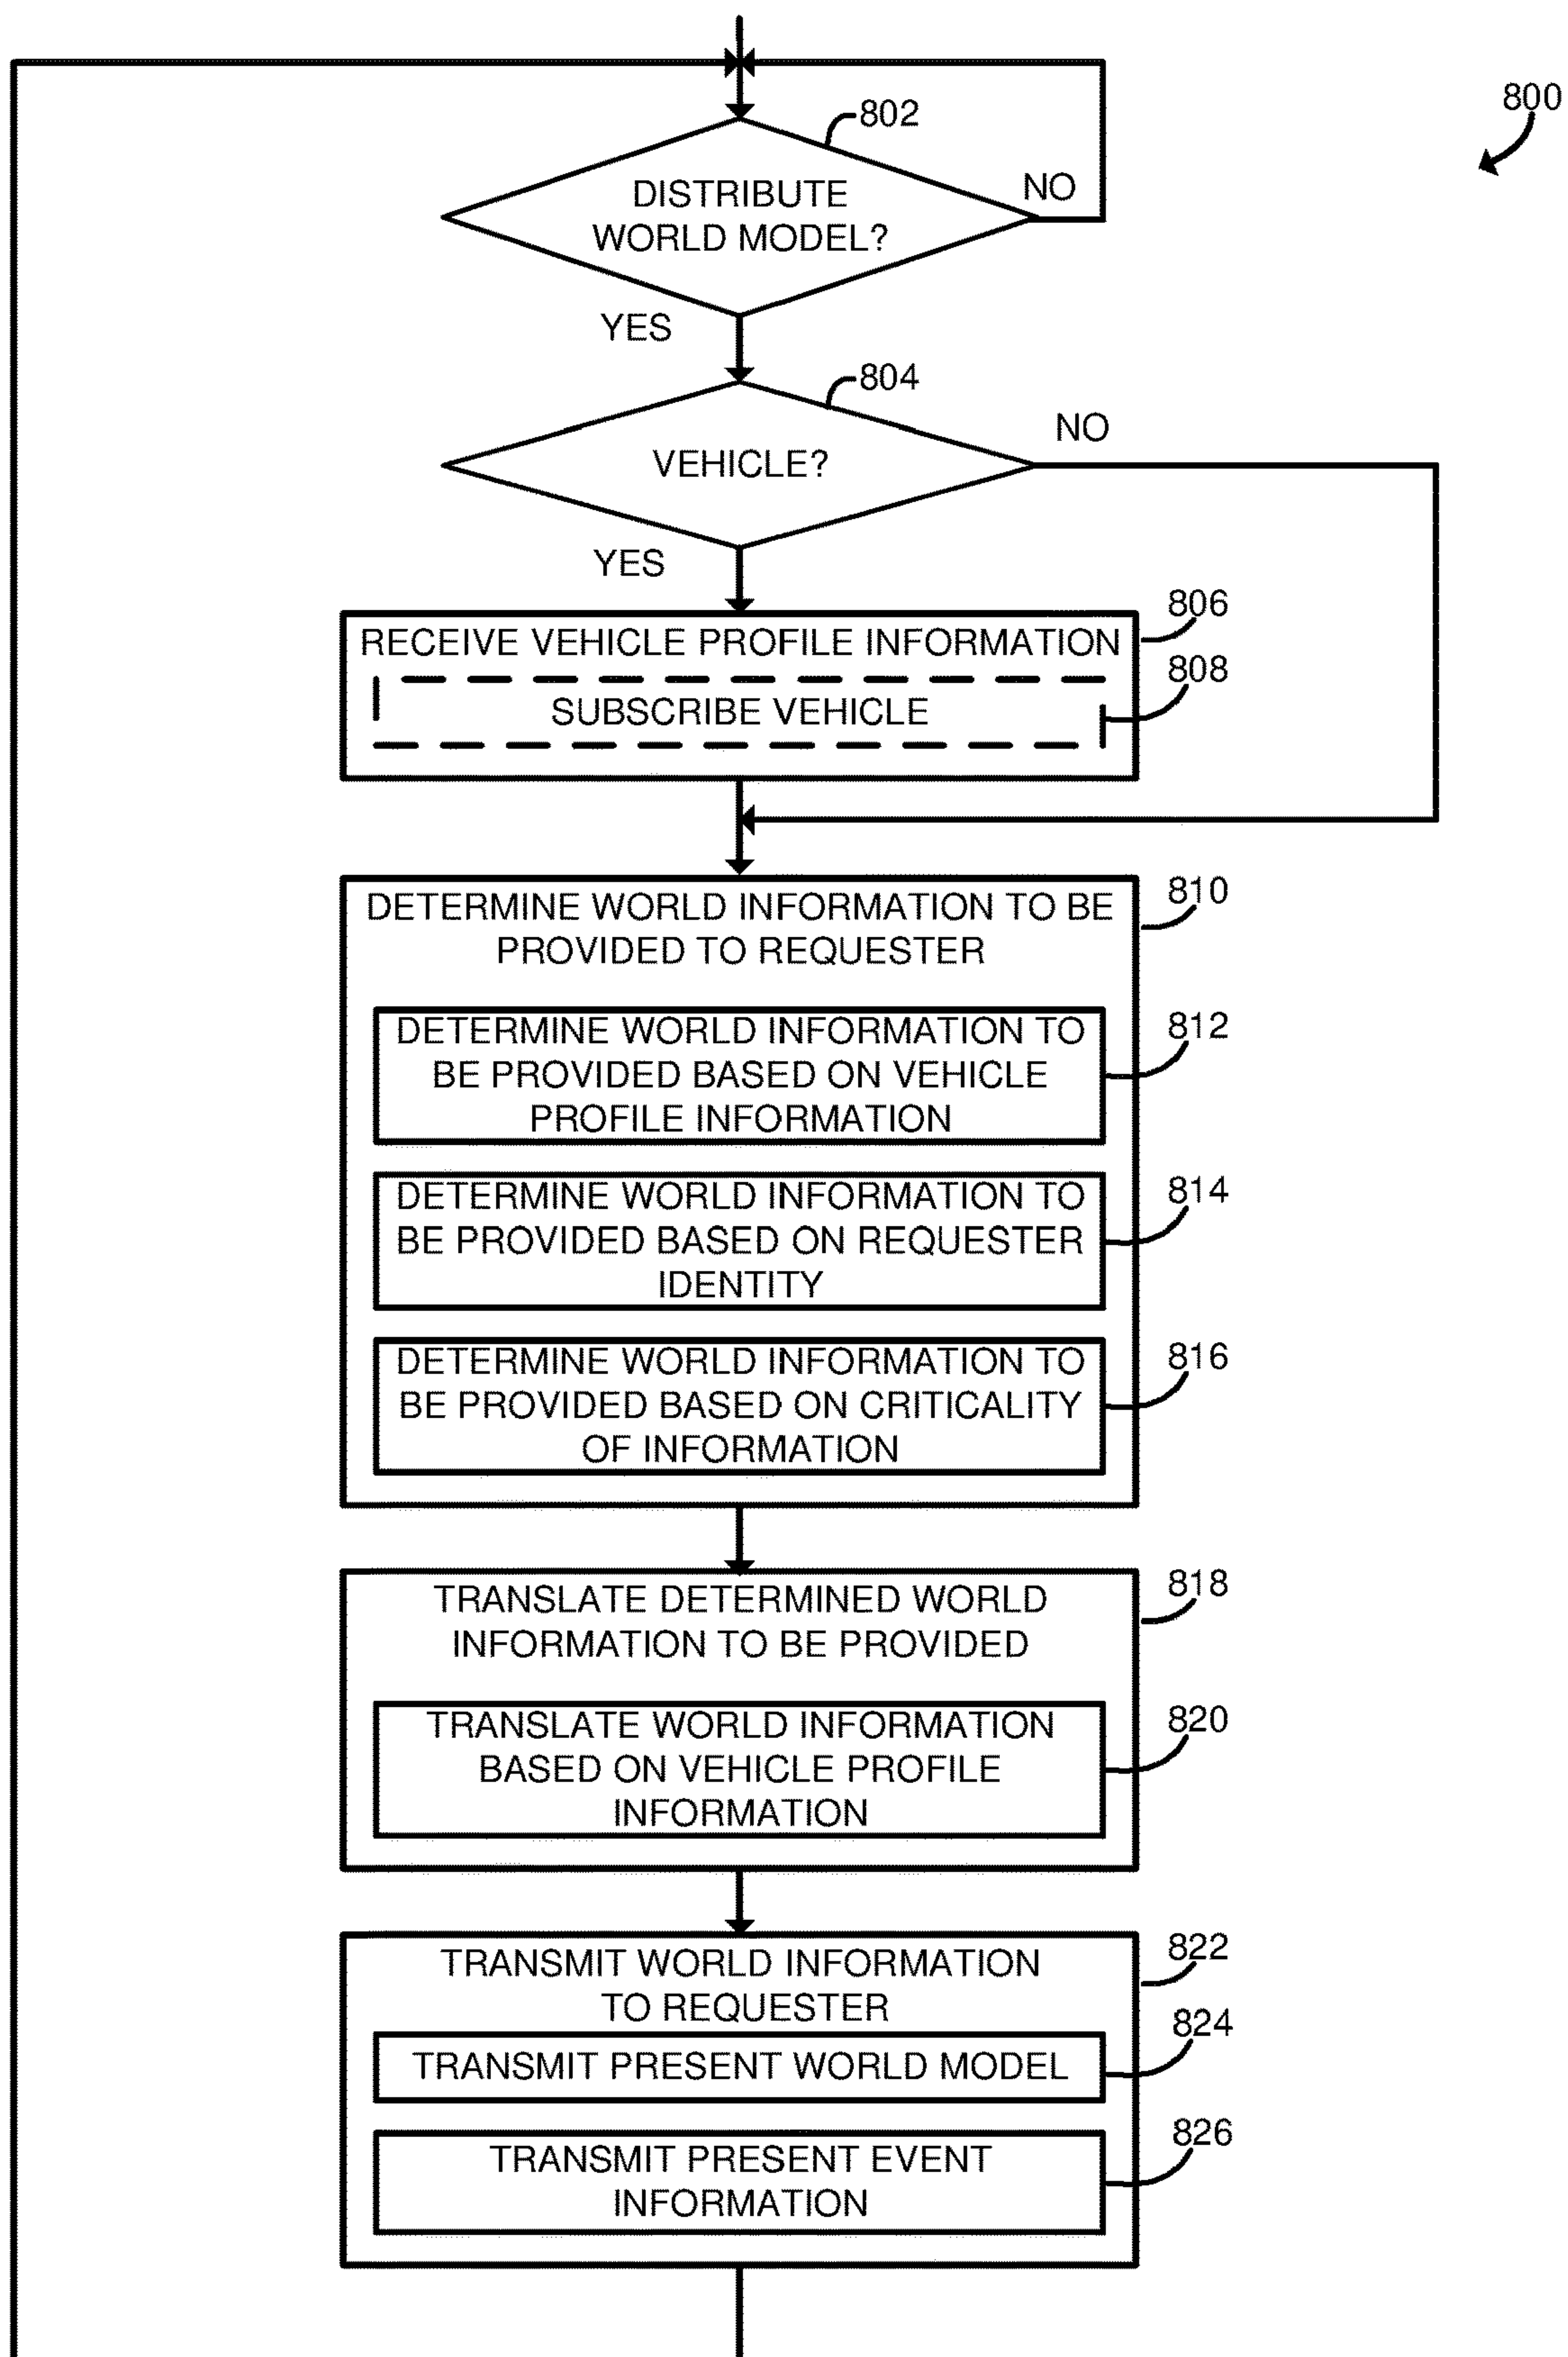 800
802
DISTRIBUTE
WORLD MODEL?
NO
YES
804
VEHICLE?
NO
YES
806
RECEIVE VEHICLE PROFILE INFORMATION
808
SUBSCRIBE VEHICLE
810
DETERMINE WORLD INFORMATION TO BE
PROVIDED TO REQUESTER
812
DETERMINE WORLD INFORMATION TO
BE PROVIDED BASED ON VEHICLE
PROFILE INFORMATION
814
DETERMINE WORLD INFORMATION TO
BE PROVIDED BASED ON REQUESTER
IDENTITY
816
DETERMINE WORLD INFORMATION TO
BE PROVIDED BASED ON CRITICALITY
OF INFORMATION
818
TRANSLATE DETERMINED WORLD
INFORMATION TO BE PROVIDED
820
TRANSLATE WORLD INFORMATION
BASED ON VEHICLE PROFILE
INFORMATION
822
TRANSMIT WORLD INFORMATION
TO REQUESTER
824
TRANSMIT PRESENT WORLD MODEL
826
TRANSMIT PRESENT EVENT
INFORMATION